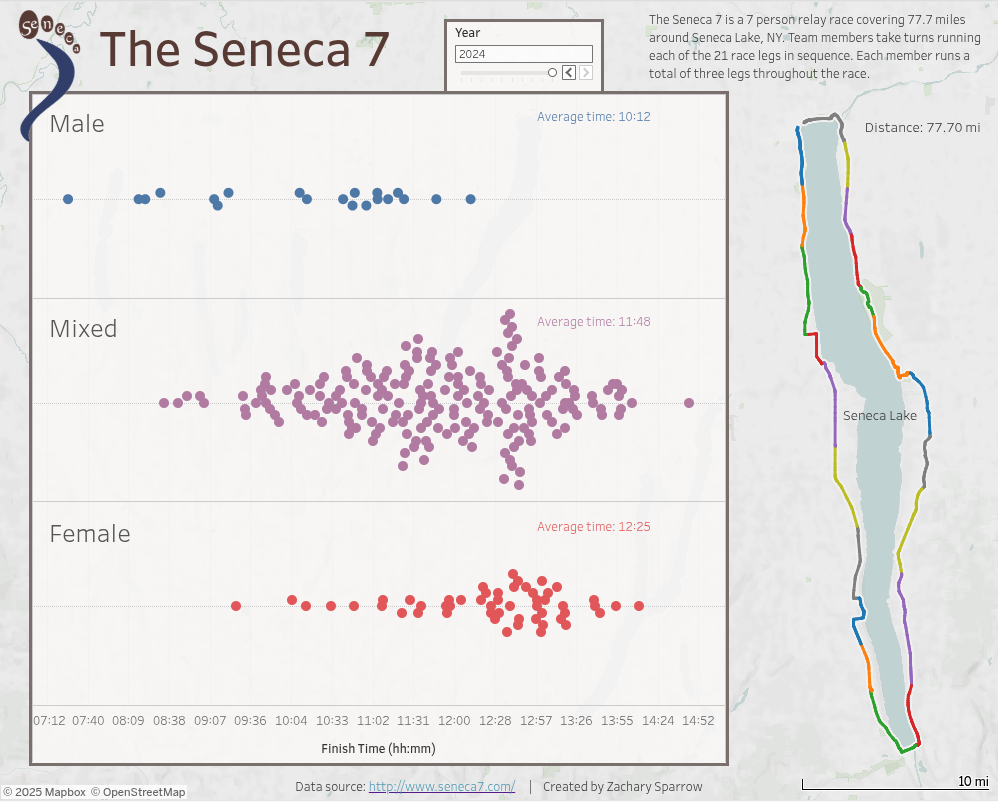 Seneca
The Seneca 7
Year
2024
The Seneca 7 is a 7 person relay race covering 77.7 miles
around Seneca Lake, NY. Team members take turns running
each of the 21 race legs in sequence. Each member runs a
total of three legs throughout the race.
Male
Average time: 10:12
Distance: 77.70 mi
Mixed
Average time: 11:48
Seneca Lake
Female
Average time: 12:25
07:12 07:40 08:09 08:38 09:07 09:36 10:04 10:33 11:02 11:31 12:00 12:28 12:57 13:26 13:55 14:24 14:52
Finish Time (hh:mm)
Data source: http://www.seneca7.com/ | Created by Zachary Sparrow
10 mi
© 2025 Mapbox © OpenStreetMap